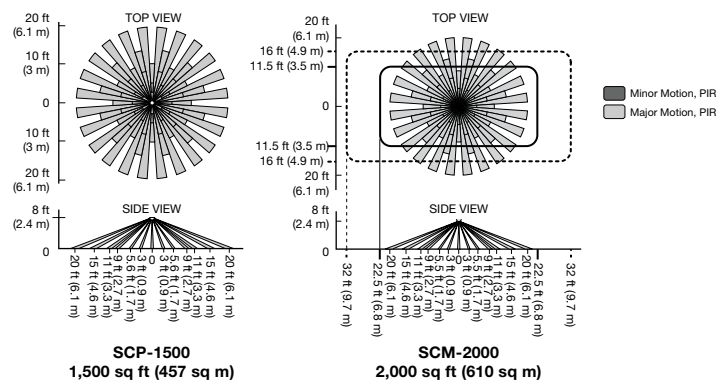 TOP VIEW
20 ft
(6.1 m)
10 ft
(3 m)
0
10 ft
(3 m)
20 ft
(6.1 m)
SIDE VIEW
8 ft
(2.4 m)
0
20 ft (6.1 m)
15 ft (4.6 m)
11 ft (3.3 m)
9 ft (2.7 m)
5.6 ft (1.7 m)
3 ft (0.9 m)
0
3 ft (0.9 m)
5.6 ft (1.7 m)
9 ft (2.7 m)
11 ft (3.3 m)
15 ft (4.6 m)
20 ft (6.1 m)
SCP-1500
1,500 sq ft (457 sq m)
TOP VIEW
20 ft
(6.1 m)
16 ft (4.9 m)
11.5 ft (3.5 m)
0
11.5 ft (3.5 m)
16 ft (4.9 m)
20 ft
(6.1 m)
SIDE VIEW
8 ft
(2.4 m)
0
32 ft (9.7 m)
22.5 ft (6.8 m)
20 ft (6.1 m)
15 ft (4.6 m)
11 ft (3.3 m)
9 ft (2.7 m)
5.5 ft (1.7 m)
3 ft (0.9 m)
0
3 ft (0.9 m)
5.5 ft (1.7 m)
9 ft (2.7 m)
11 ft (3.3 m)
15 ft (4.6 m)
20 ft (6.1 m)
22.5 ft (6.8 m)
32 ft (9.7 m)
SCM-2000
2,000 sq ft (610 sq m)
Minor Motion, PIR
Major Motion, PIR